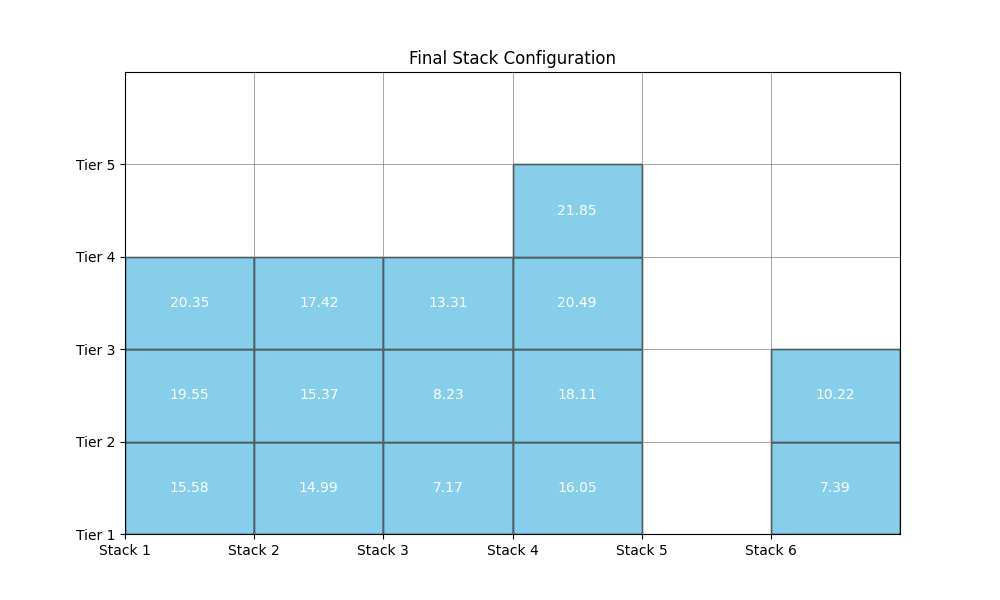 Final Stack Configuration
Tier 5
21.85
Tier 4
20.35 17.42 13.31 20.49
Tier 3
19.55 15.37 8.23 18.11 10.22
Tier 2
15.58 14.99 7.17 16.05 7.39
Tier 1
Stack 1 Stack 2 Stack 3 Stack 4 Stack 5 Stack 6